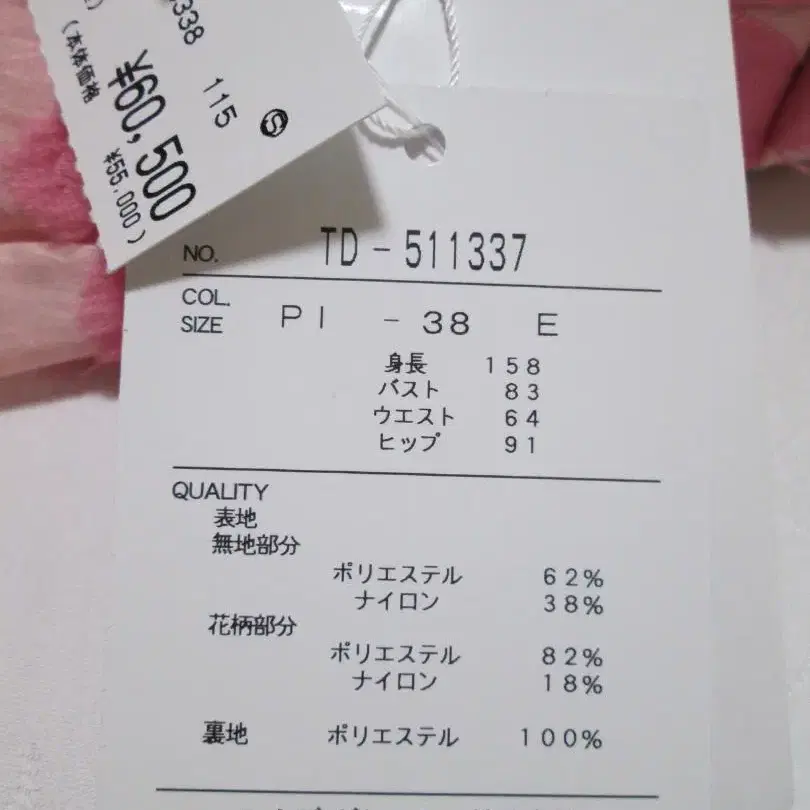 338
115
Ⓢ
¥60,500
(本体価格
¥55,000)
NO. TD-511337
COL.
SIZE PI - 38 E
身長 158
バスト 83
ウエスト 64
ヒップ 91
QUALITY
表地
無地部分
ポリエステル 62%
ナイロン 38%
花柄部分
ポリエステル 82%
ナイロン 18%
裏地 ポリエステル 100%